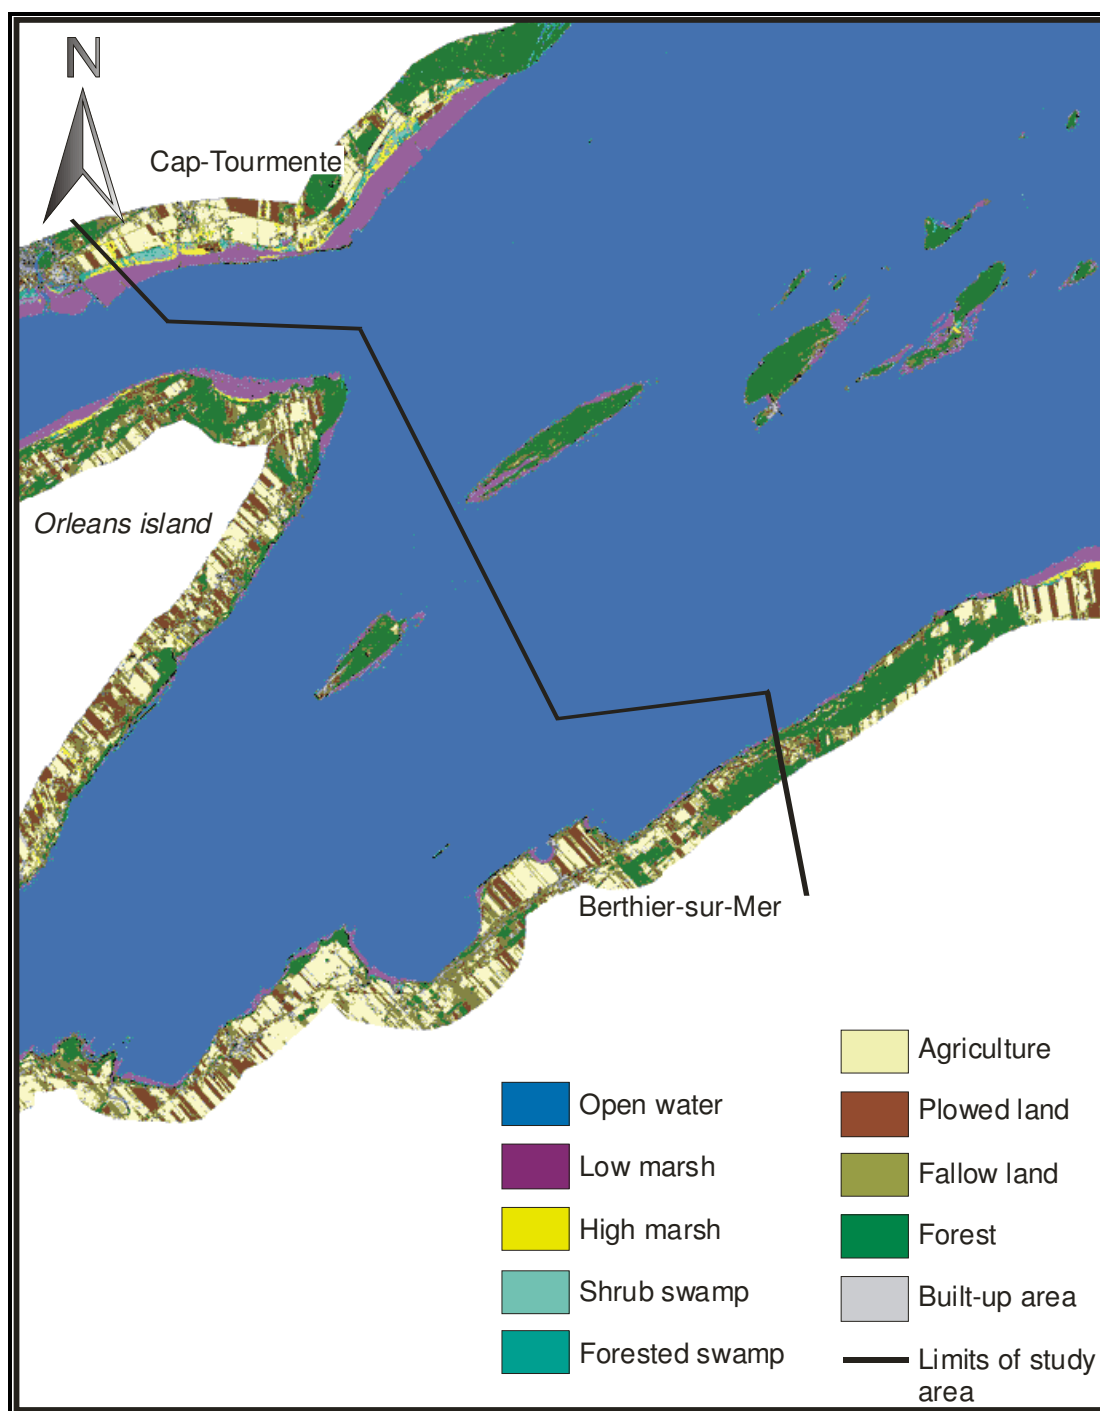 N
Cap-Tourmente
Orleans island
Berthier-sur-Mer
Open water
Low marsh
High marsh
Shrub swamp
Forested swamp
Agriculture
Plowed land
Fallow land
Forest
Built-up area
Limits of study
area